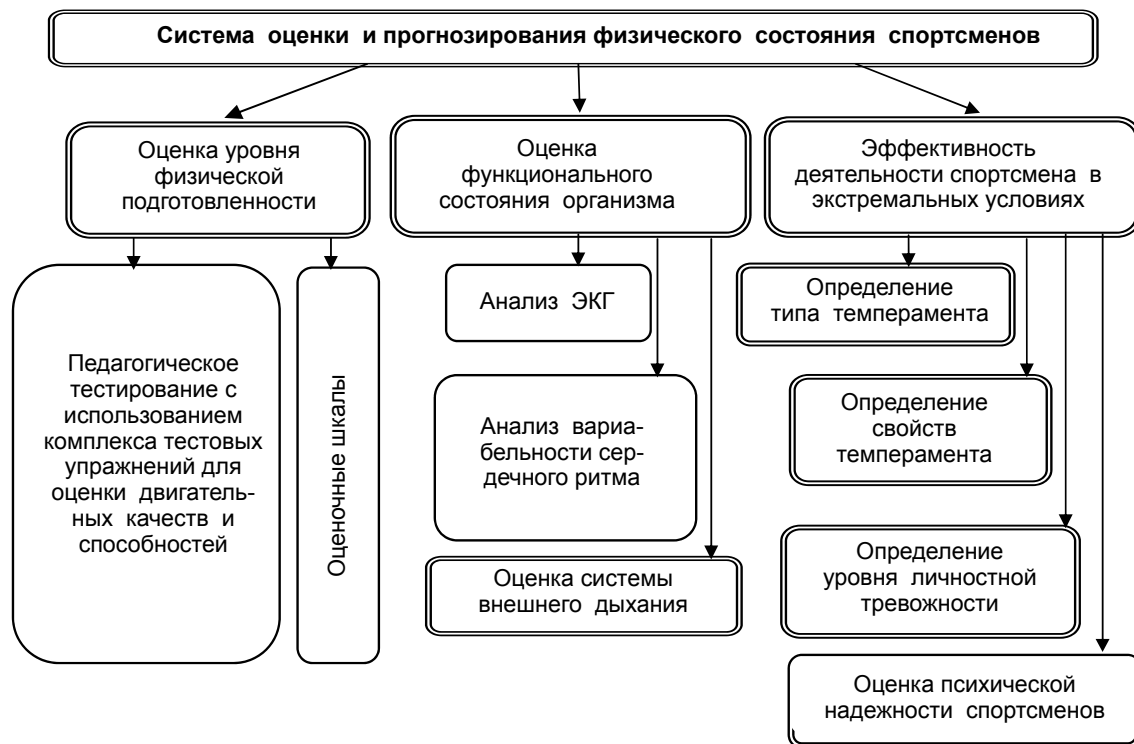 Система оценки и прогнозирования физического состояния спортсменов
Оценка уровня
физической
подготовленности
Оценка
функционального
состояния организма
Эффективность
деятельности спортсмена в
экстремальных условиях
Педагогическое
тестирование с
использованием
комплекса тестовых
упражнений для
оценки двигатель-
ных качеств и
способностей
Оценочные шкалы
Анализ ЭКГ
Анализ вариа-
бельности сер-
дечного ритма
Оценка системы
внешнего дыхания
Определение
типа темперамента
Определение
свойств
темперамента
Определение
уровня личностной
тревожности
Оценка психической
надежности спортсменов